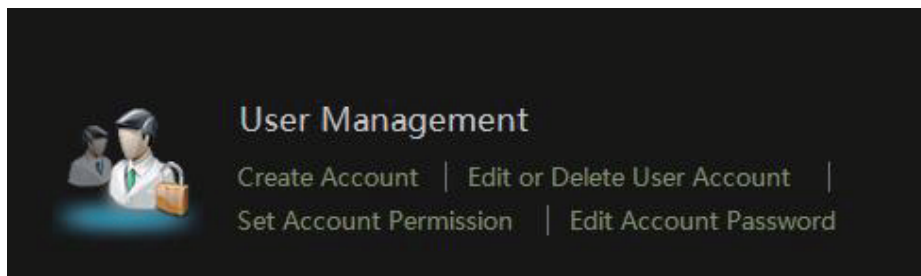 User Management
Create Account | Edit or Delete User Account |
Set Account Permission | Edit Account Password